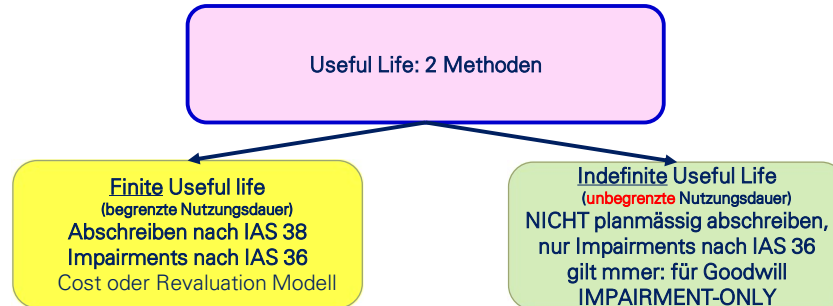 Useful Life: 2 Methoden
Finite Useful life
(begrenzte Nutzungsdauer)
Abschreiben nach IAS 38
Impairments nach IAS 36
Cost oder Revaluation Modell
Indefinite Useful Life
(unbegrenzte Nutzungsdauer)
NICHT planmässig abschreiben,
nur Impairments nach IAS 36
gilt mmer: für Goodwill
IMPAIRMENT-ONLY